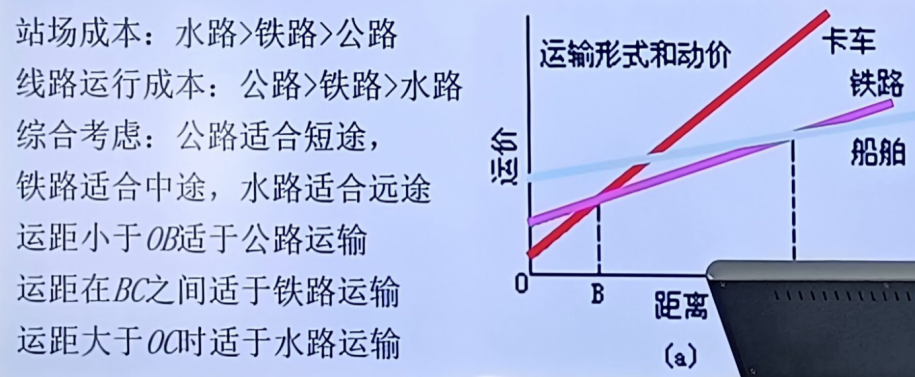 站场成本：水路>铁路>公路
线路运行成本：公路>铁路>水路
综合考虑：公路适合短途，
铁路适合中途，水路适合远途
运距小于OB适于公路运输
运距在BC之间适于铁路运输
运距大于OC时适于水路运输
运输形式和动价
卡车
铁路
船舶
运价
O
B
距离
(a)